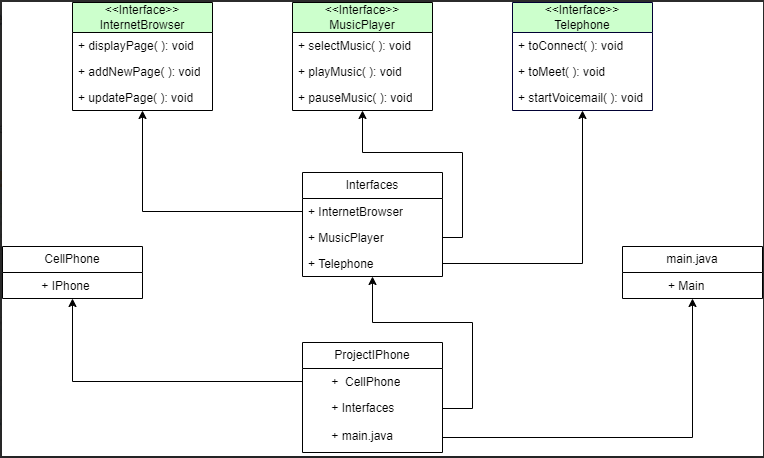 <<Interface>>
InternetBrowser
+ displayPage( ): void
+ addNewPage( ): void
+ updatePage( ): void
<<Interface>>
MusicPlayer
+ selectMusic( ): void
+ playMusic( ): void
+ pauseMusic( ): void
<<Interface>>
Telephone
+ toConnect( ): void
+ toMeet( ): void
+ startVoicemail( ): void
Interfaces
+ InternetBrowser
+ MusicPlayer
+ Telephone
CellPhone
+ IPhone
main.java
+ Main
ProjectIPhone
+ CellPhone
+ Interfaces
+ main.java